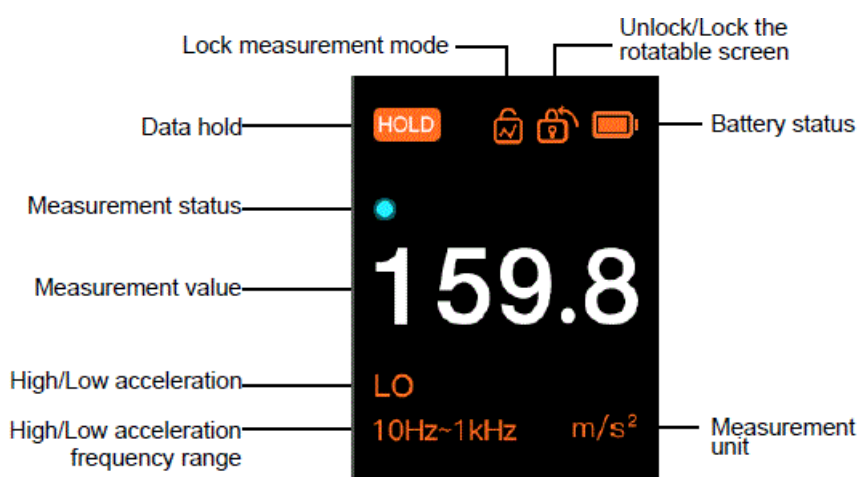 Unlock/Lock the
rotatable screen
Lock measurement mode
Data hold
HOLD
Battery status
Measurement status
Measurement value
159.8
High/Low acceleration
LO
High/Low acceleration
frequency range
10Hz~1kHz
m/s²
Measurement
unit